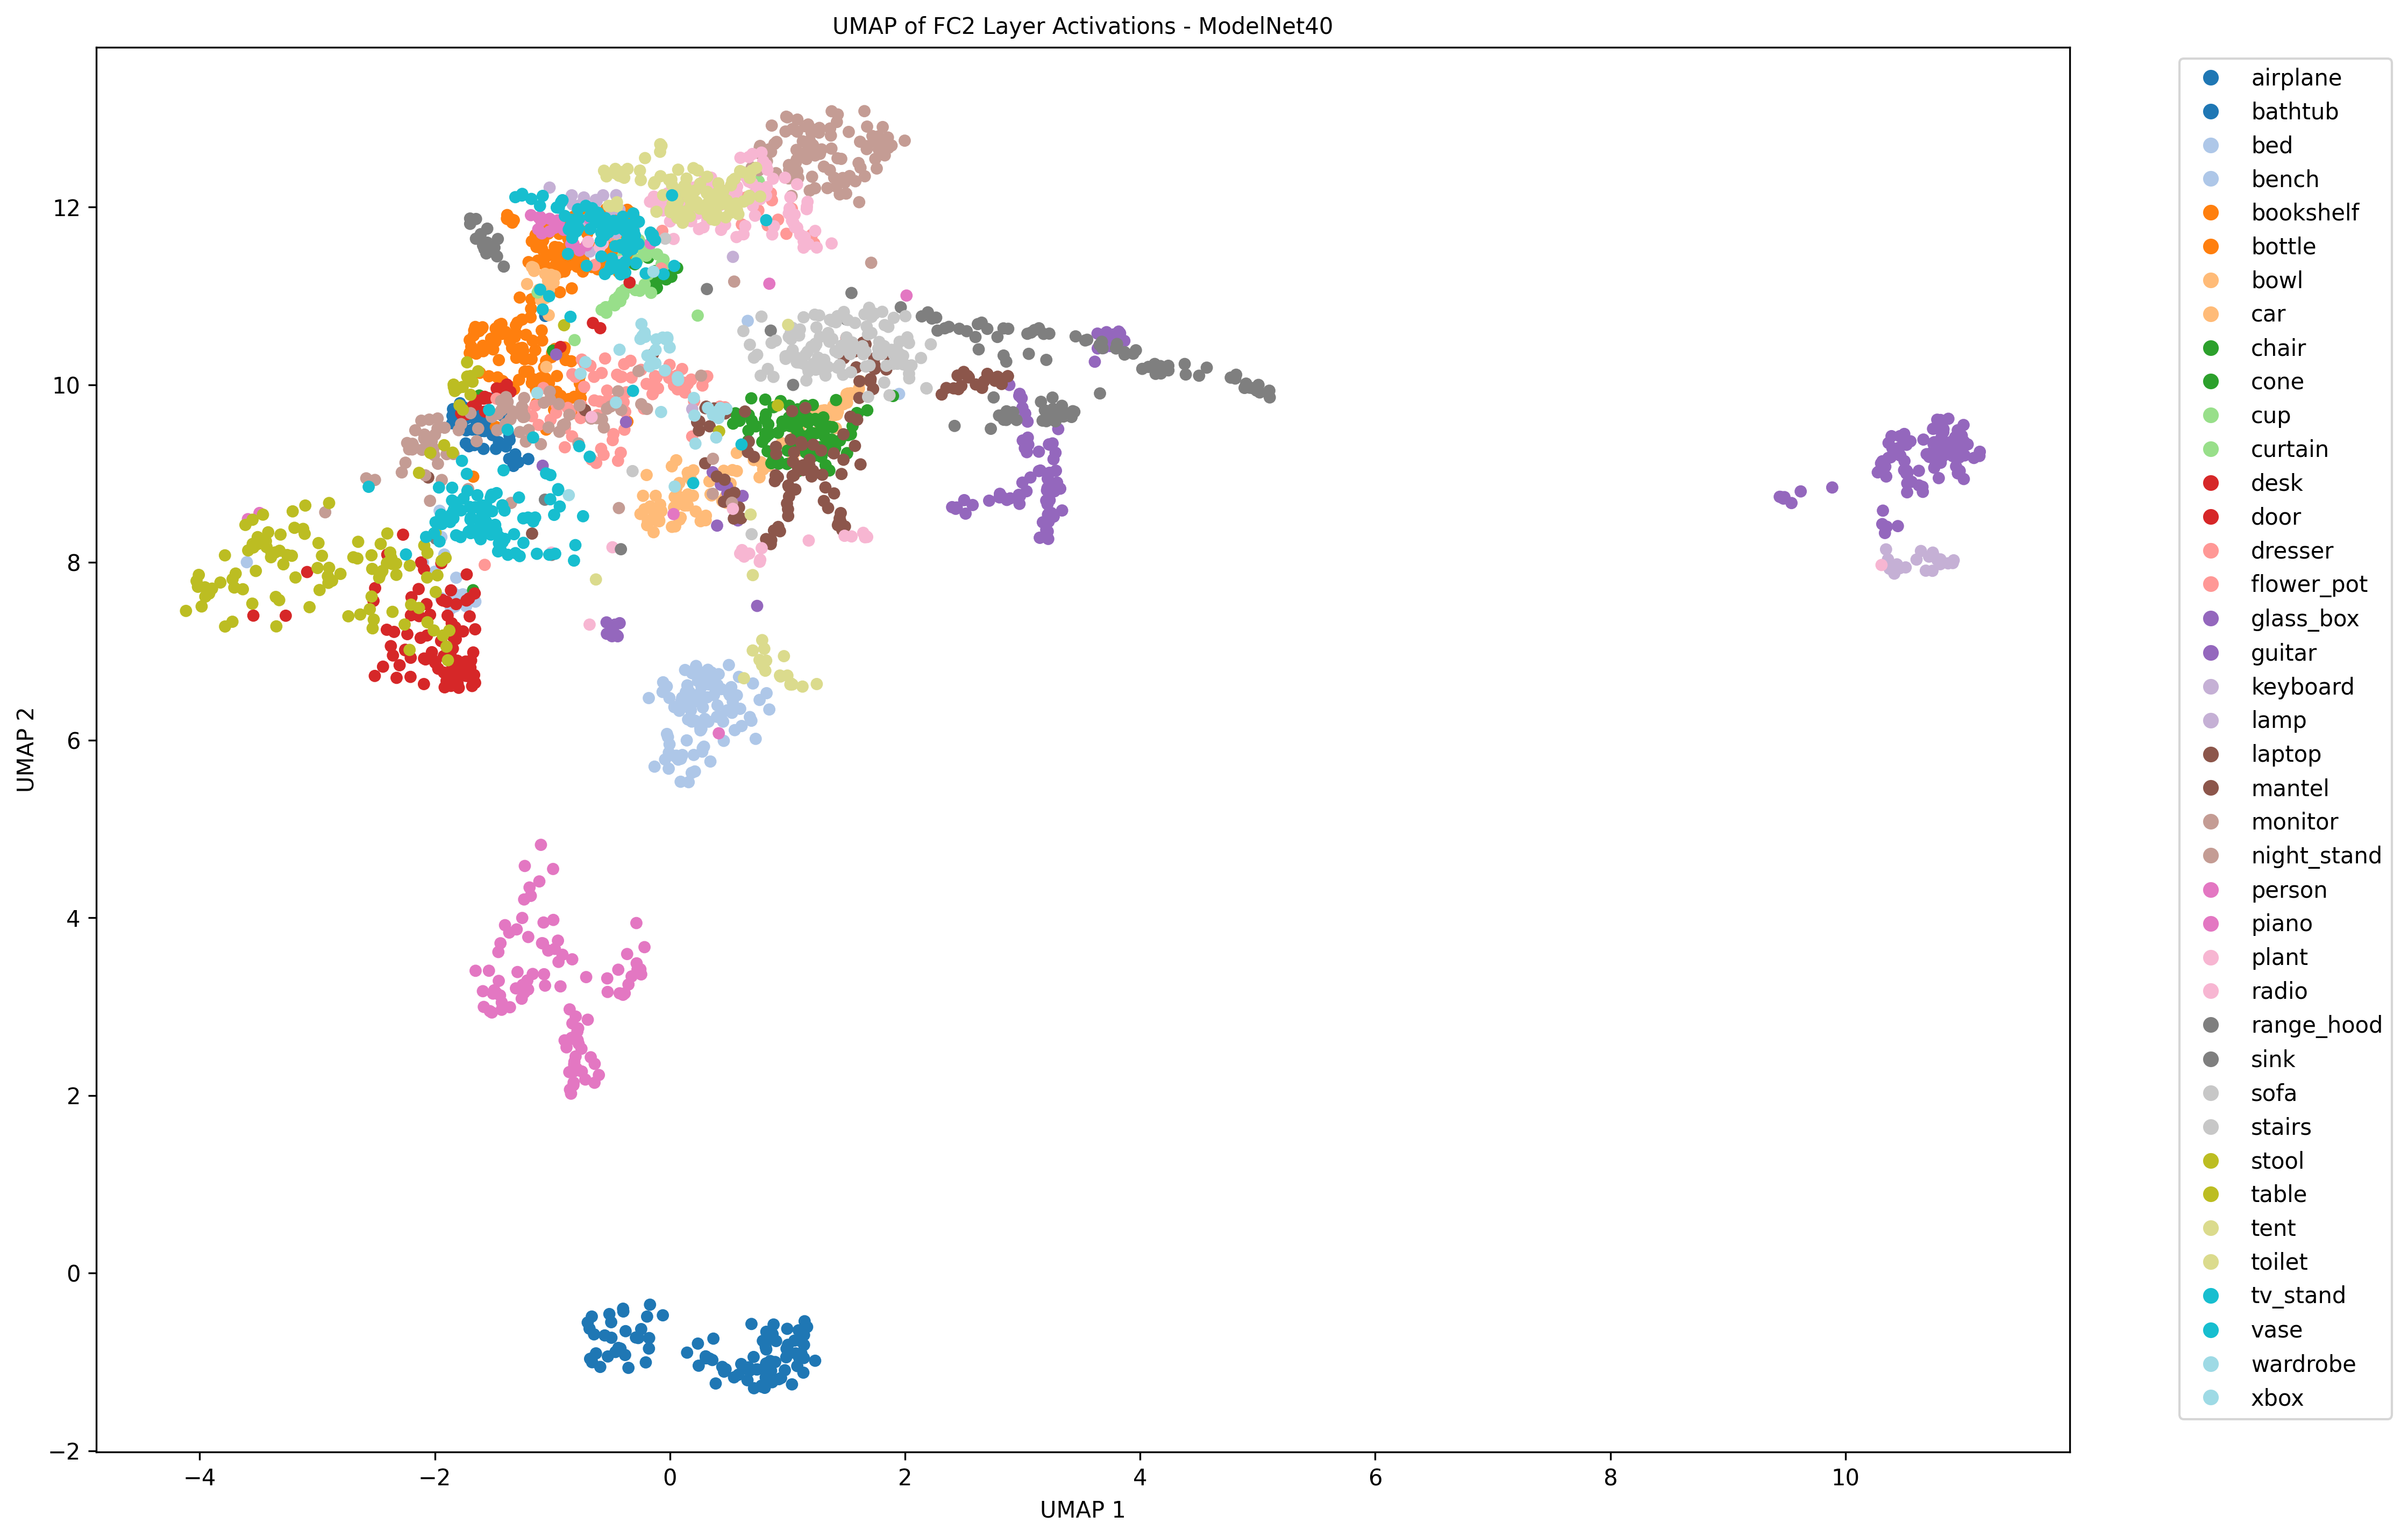 UMAP of FC2 Layer Activations - ModelNet40
12
10
8
6
4
2
0
−2
UMAP 2
−4
−2
0
2
4
6
8
10
UMAP 1
airplane
bathtub
bed
bench
bookshelf
bottle
bowl
car
chair
cone
cup
curtain
desk
door
dresser
flower_pot
glass_box
guitar
keyboard
lamp
laptop
mantel
monitor
night_stand
person
piano
plant
radio
range_hood
sink
sofa
stairs
stool
table
tent
toilet
tv_stand
vase
wardrobe
xbox